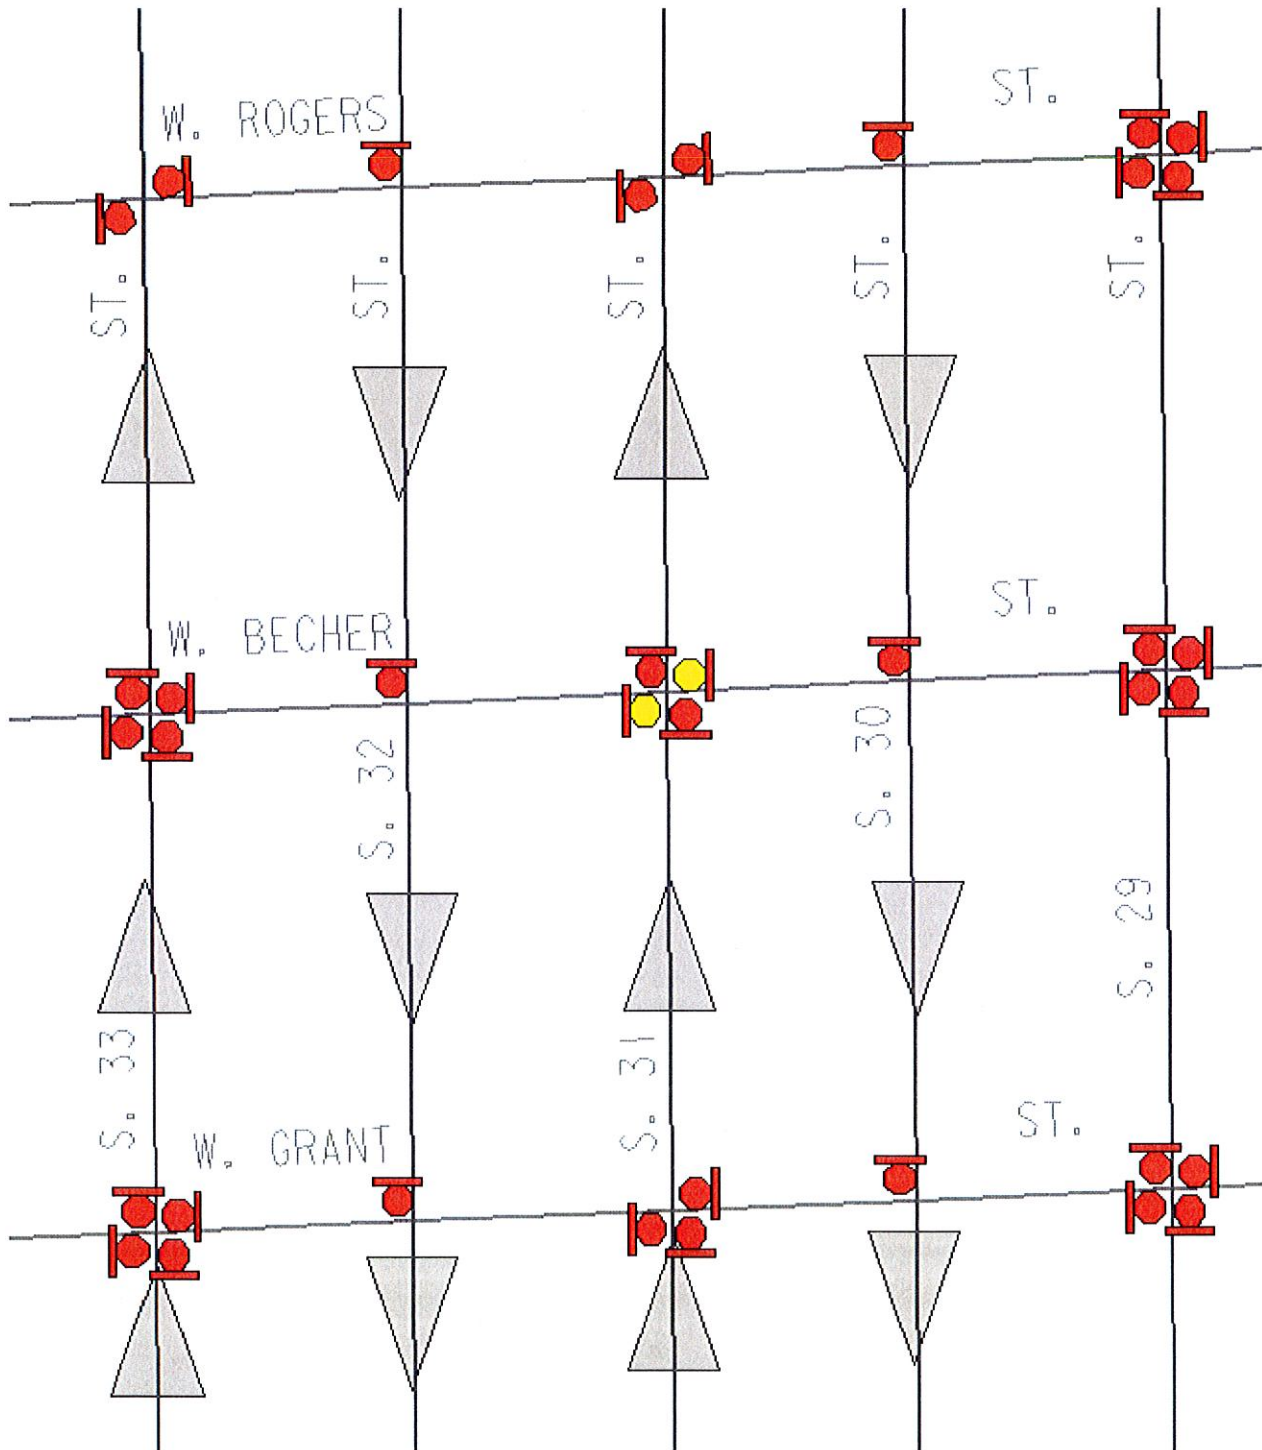 W. ROGERS ST.
ST.
ST.
ST.
ST.
ST.
W. BECHER ST.
S. 33
S. 32
S. 31
S. 30
S. 29
W. GRANT ST.